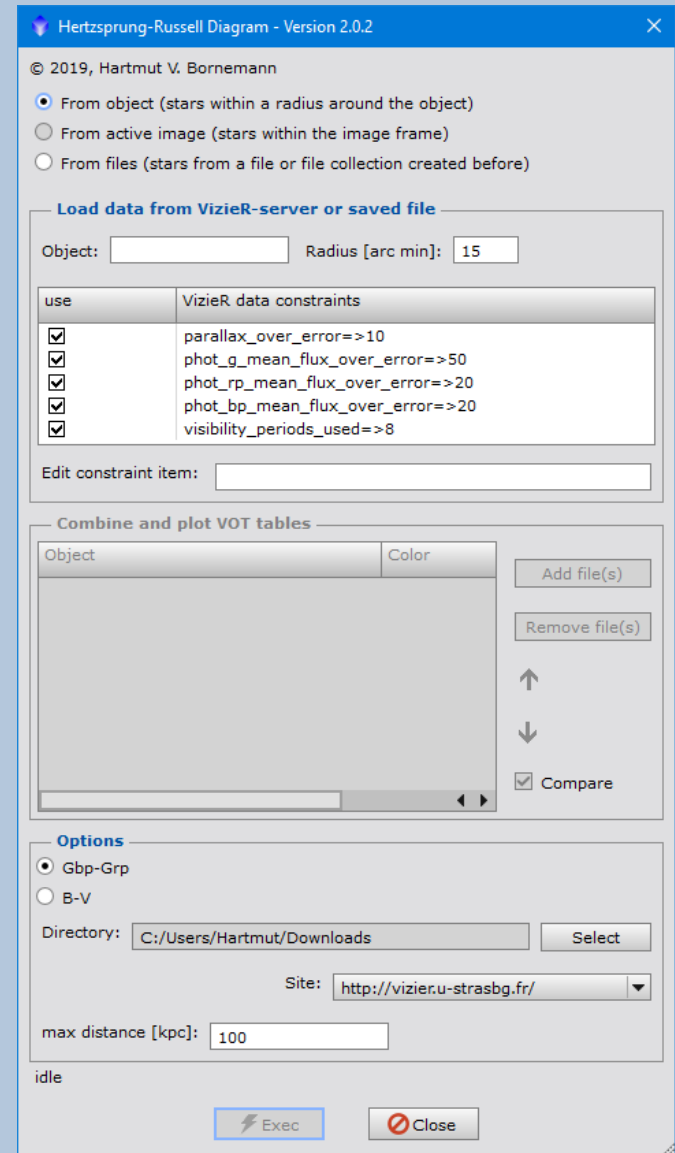 Hertzsprung-Russell Diagram - Version 2.0.2
© 2019, Hartmut V. Bornemann
From object (stars within a radius around the object)
From active image (stars within the image frame)
From files (stars from a file or file collection created before)
Load data from VizieR-server or saved file
Object: Radius [arc min]: 15
use VizieR data constraints
parallax_over_error=>10
phot_g_mean_flux_over_error=>50
phot_rp_mean_flux_over_error=>20
phot_bp_mean_flux_over_error=>20
visibility_periods_used=>8
Edit constraint item:
Combine and plot VOT tables
Object Color
Add file(s)
Remove file(s)
Compare
Options
Gbp-Grp
B-V
Directory: C:/Users/Hartmut/Downloads Select
Site: http://vizier.u-strasbg.fr/
max distance [kpc]: 100
idle
Exec Close